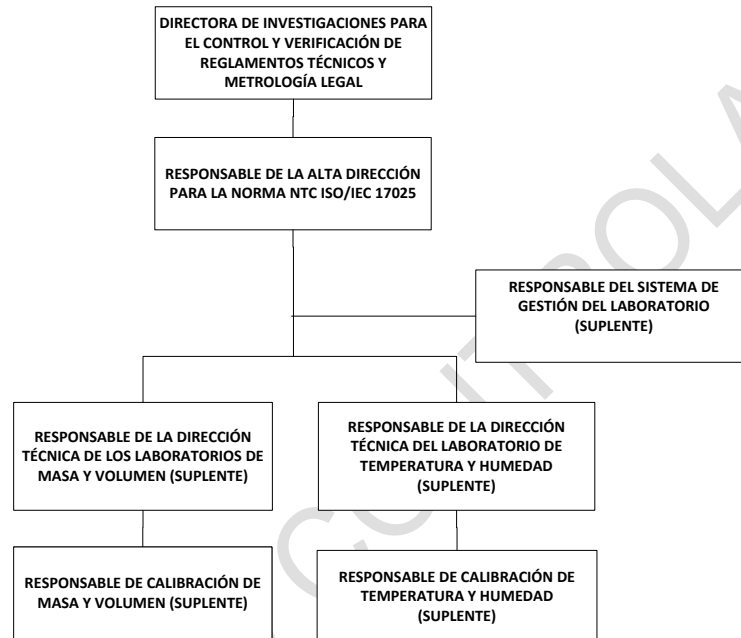 DIRECTORA DE INVESTIGACIONES PARA
EL CONTROL Y VERIFICACIÓN DE
REGLAMENTOS TÉCNICOS Y
METROLOGÍA LEGAL
RESPONSABLE DE LA ALTA DIRECCIÓN
PARA LA NORMA NTC ISO/IEC 17025
RESPONSABLE DEL SISTEMA DE
GESTIÓN DEL LABORATORIO
(SUPLENTE)
RESPONSABLE DE LA DIRECCIÓN
TÉCNICA DE LOS LABORATORIOS DE
MASA Y VOLUMEN (SUPLENTE)
RESPONSABLE DE LA DIRECCIÓN
TÉCNICA DEL LABORATORIO DE
TEMPERATURA Y HUMEDAD
(SUPLENTE)
RESPONSABLE DE CALIBRACIÓN DE
MASA Y VOLUMEN (SUPLENTE)
RESPONSABLE DE CALIBRACIÓN DE
TEMPERATURA Y HUMEDAD
(SUPLENTE)